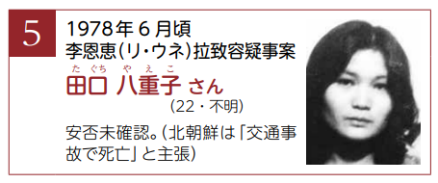 5
1978年6月頃
李恩恵(リ・ウネ)拉致容疑事案
たぐち やえこ
田口 八重子 さん
(22・不明)
安否未確認。(北朝鮮は「交通事
故で死亡」と主張)